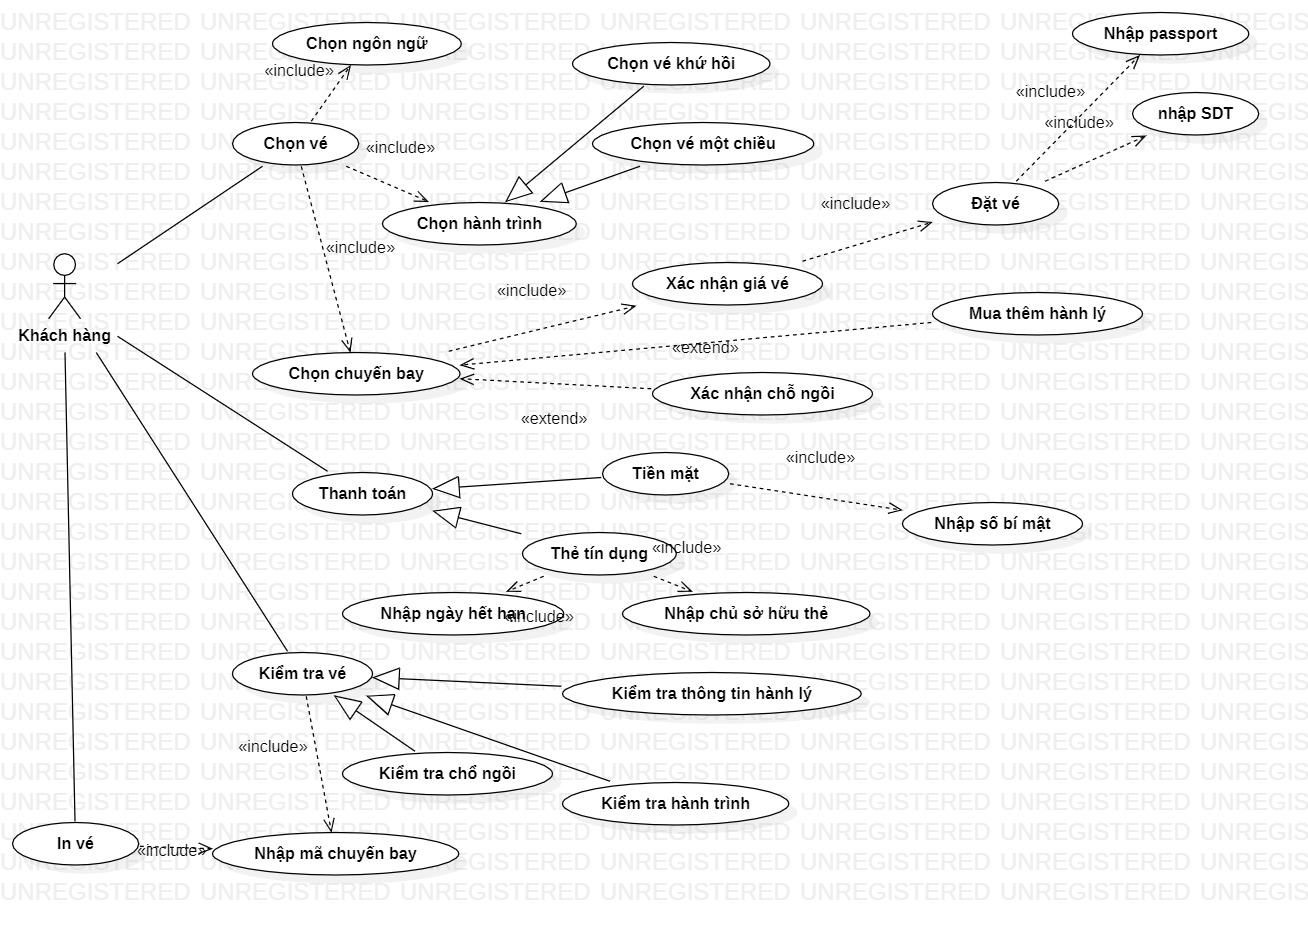 Chọn ngôn ngữ
«include»
Chọn vé khứ hồi
Nhập passport
«include»
nhập SDT
«include»
Chọn vé
«include»
Chọn vé một chiều
Chọn hành trình
«include»
Đặt vé
«include»
Khách hàng
«include»
Xác nhận giá vé
Mua thêm hành lý
«extend»
Chọn chuyến bay
Xác nhận chỗ ngồi
«extend»
Tiền mặt
«include»
Thanh toán
Nhập số bí mật
Thẻ tín dụng
«include»
Nhập ngày hết hạn
«include»
Nhập chủ sở hữu thẻ
Kiểm tra vé
Kiểm tra thông tin hành lý
«include»
Kiểm tra chổ ngồi
Kiểm tra hành trình
In vé
«include»
Nhập mã chuyến bay
UNREGISTERED